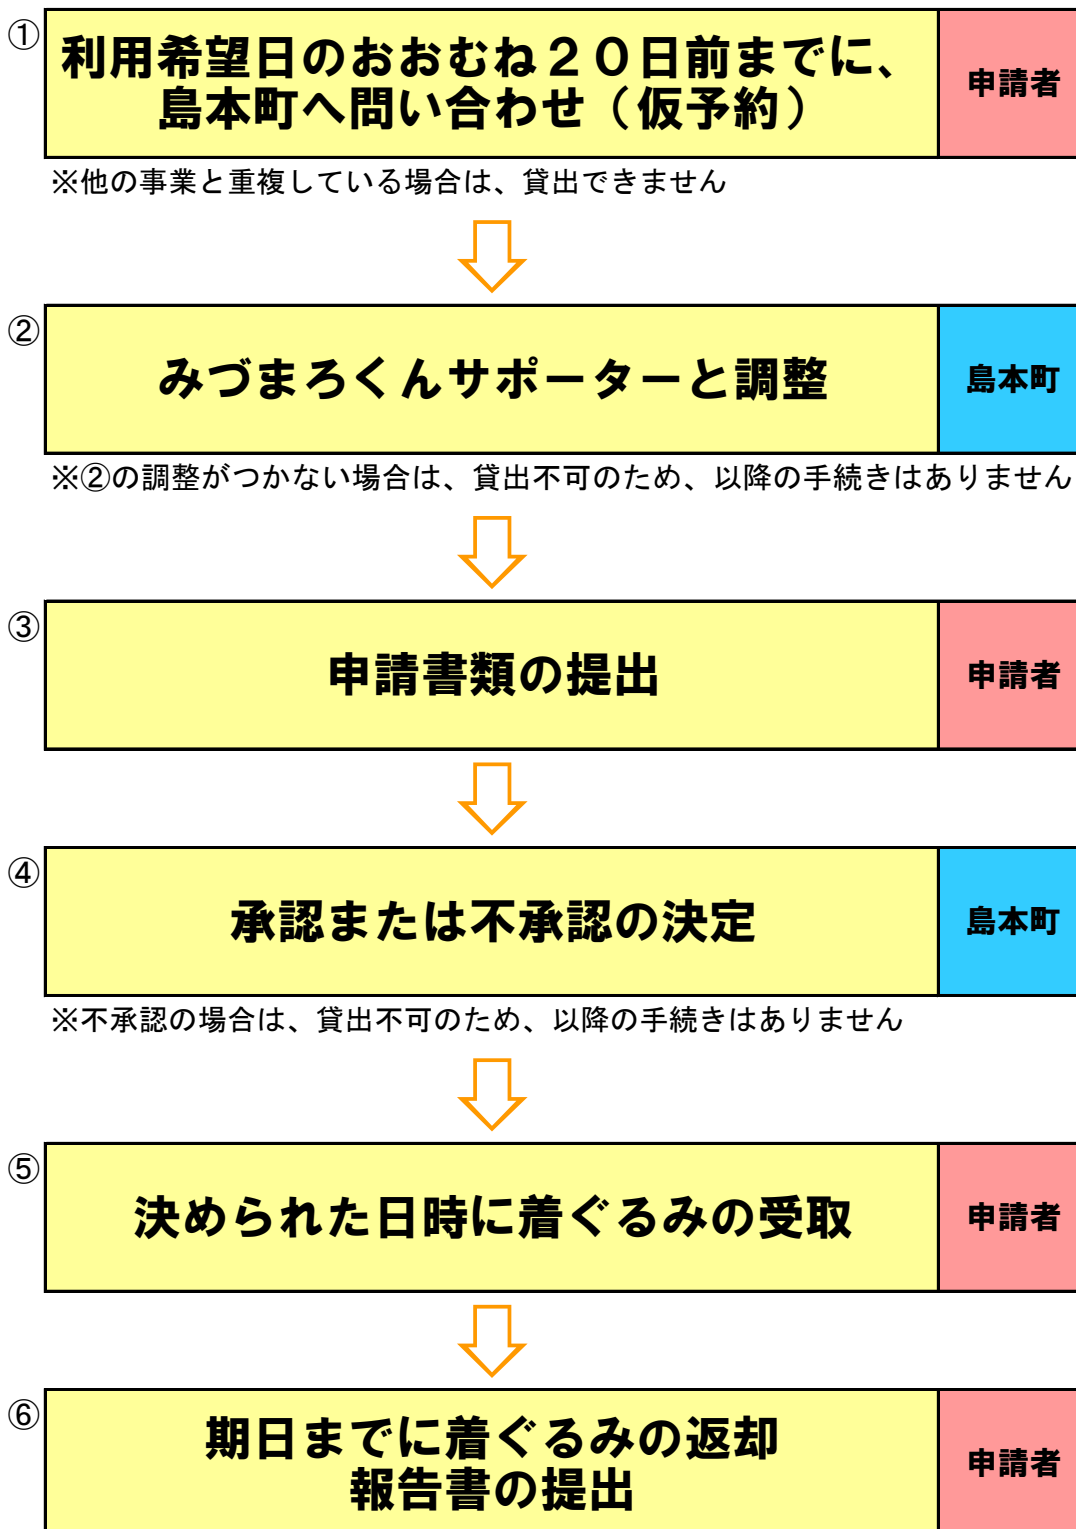 ①
利用希望日のおおむね２０日前までに、
島本町へ問い合わせ（仮予約）
申請者
※他の事業と重複している場合は、貸出できません
②
みづまろくんサポーターと調整
島本町
※②の調整がつかない場合は、貸出不可のため、以降の手続きはありません
③
申請書類の提出
申請者
④
承認または不承認の決定
島本町
※不承認の場合は、貸出不可のため、以降の手続きはありません
⑤
決められた日時に着ぐるみの受取
申請者
⑥
期日までに着ぐるみの返却
報告書の提出
申請者